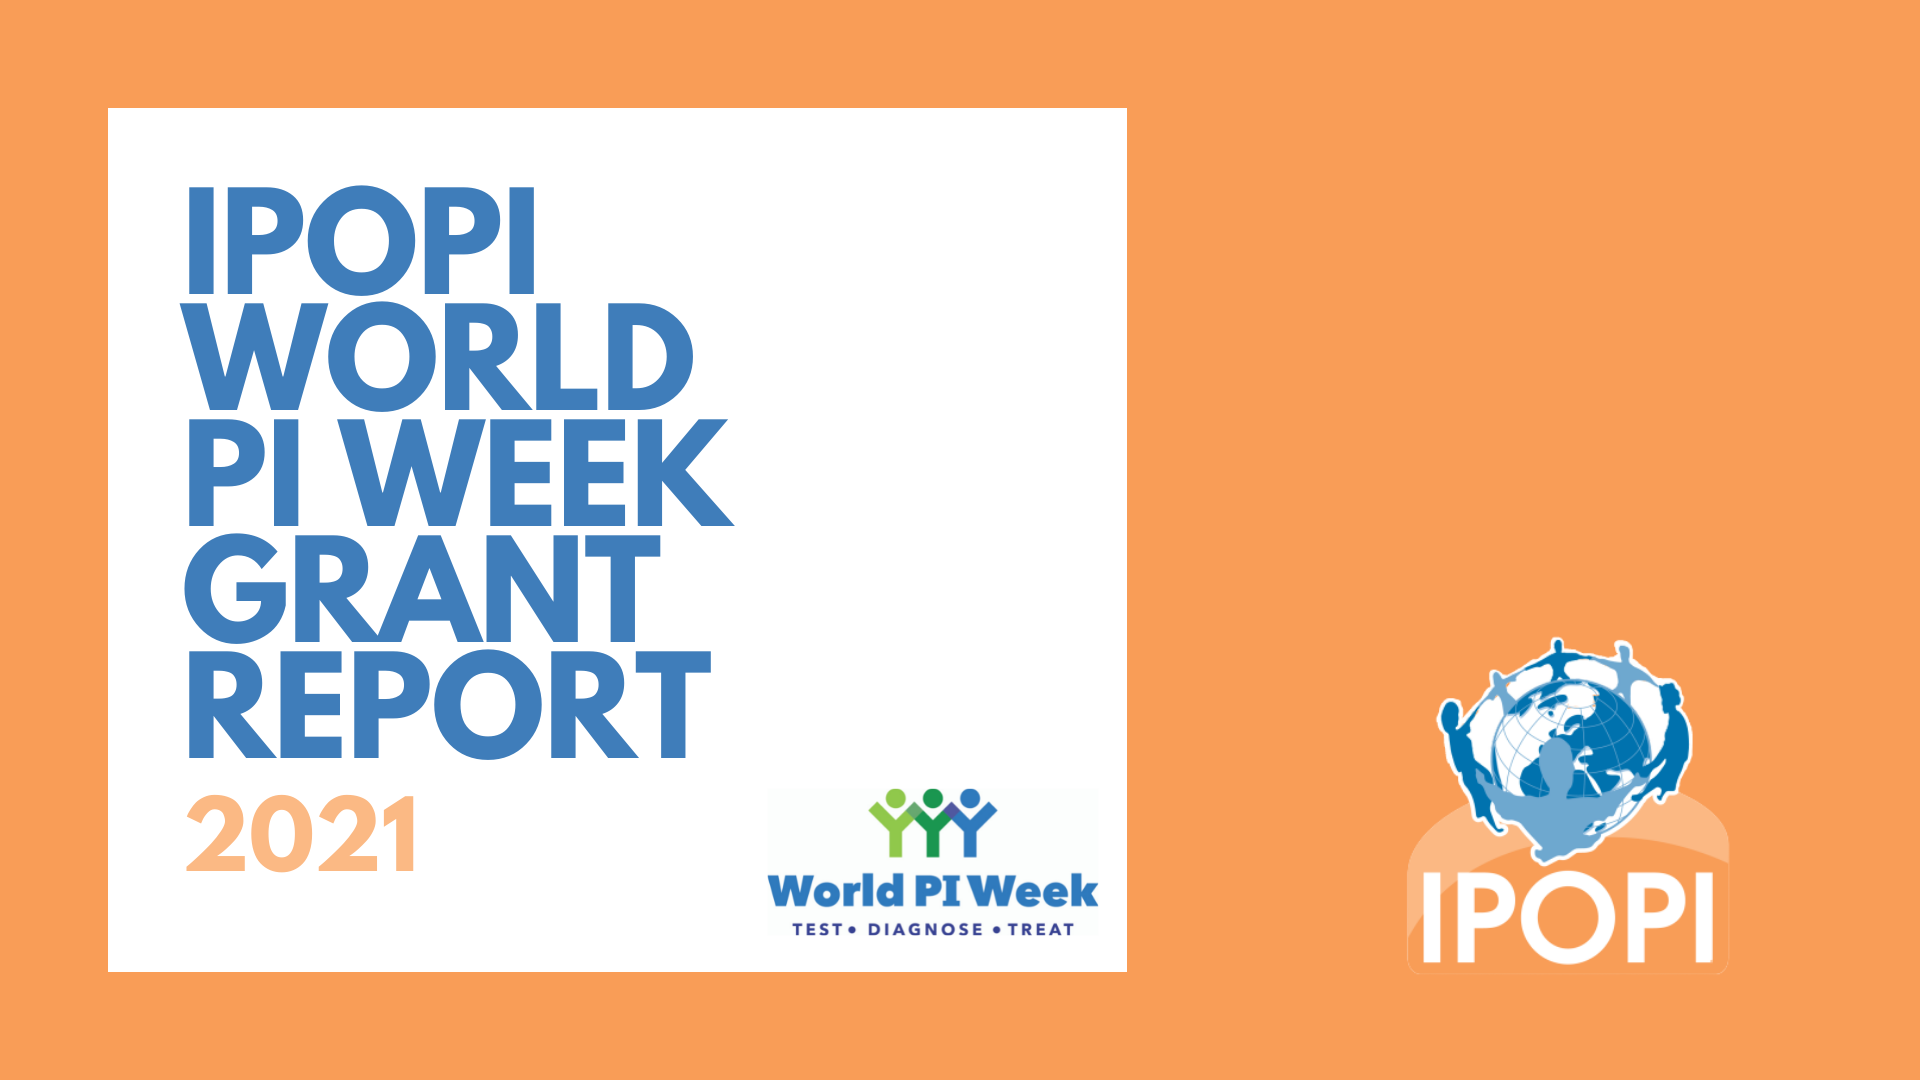 IPOPI
WORLD
PI WEEK
GRANT
REPORT
2021
World PI Week
TEST • DIAGNOSE • TREAT
IPOPI